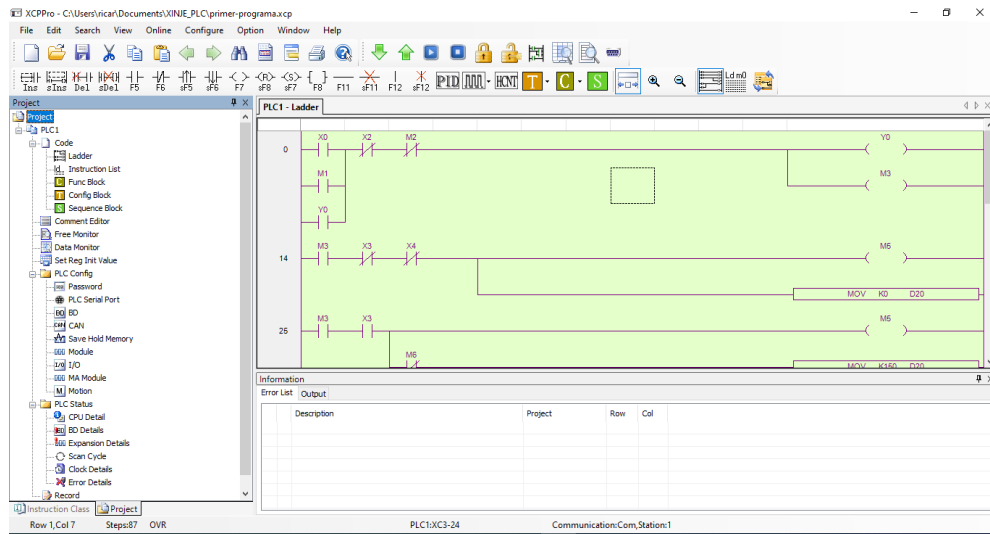 XCPPro - C:\Users\ricar\Documents\XINJE_PLC\primer-programa.xcp
File Edit Search View Online Configure Option Window Help
Ins sIns Del sDel F5 F6 sF5 sF6 F7 sF8 sF7 F8 F11 sF11 F12 sF12 PID HCNT T C S Ld m0
Project
Project
PLC1
Code
Ladder
Instruction List
Func Block
Config Block
Sequence Block
Comment Editor
Free Monitor
Data Monitor
Set Reg Init Value
PLC Config
Password
PLC Serial Port
BD
CAN
Save Hold Memory
Module
I/O
MA Module
Motion
PLC Status
CPU Detail
BD Details
Expansion Details
Scan Cycle
Clock Details
Error Details
Record
Instruction Class Project
PLC1 - Ladder
X0 X2 M2 Y0
0
M1 M3
Y0
M3 X3 X4 M6
14
MOV K0 D20
M3 X3 M5
25
M6
MOV K150 D20
Information
Error List Output
Description Project Row Col
Row 1,Col 7 Steps:87 OVR PLC1:XC3-24 Communication:Com,Station:1